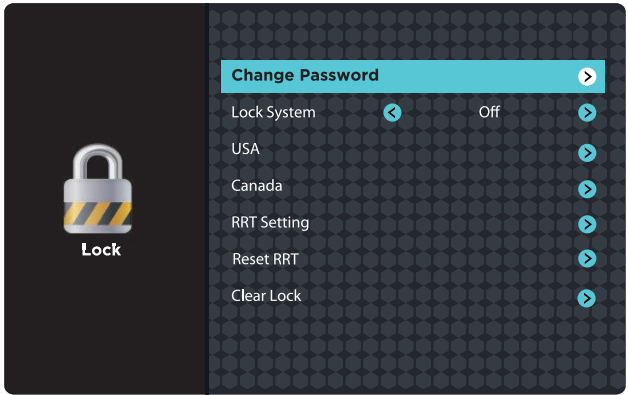 Change Password
Lock System Off
USA
Canada
RRT Setting
Reset RRT
Clear Lock
Lock